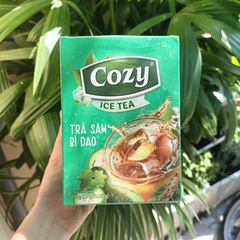 Cozy
ICE TEA
TRÀ SÂM
BÍ ĐAO